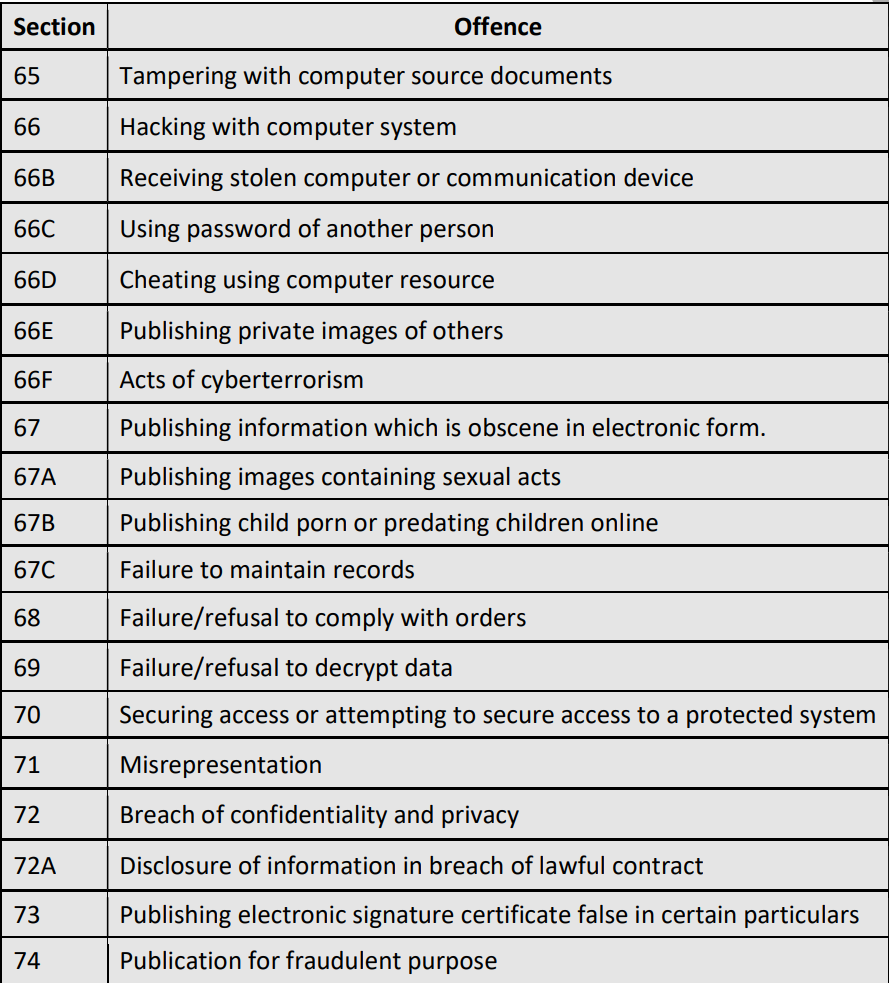 Section Offence
65 Tampering with computer source documents
66 Hacking with computer system
66B Receiving stolen computer or communication device
66C Using password of another person
66D Cheating using computer resource
66E Publishing private images of others
66F Acts of cyberterrorism
67 Publishing information which is obscene in electronic form.
67A Publishing images containing sexual acts
67B Publishing child porn or predating children online
67C Failure to maintain records
68 Failure/refusal to comply with orders
69 Failure/refusal to decrypt data
70 Securing access or attempting to secure access to a protected system
71 Misrepresentation
72 Breach of confidentiality and privacy
72A Disclosure of information in breach of lawful contract
73 Publishing electronic signature certificate false in certain particulars
74 Publication for fraudulent purpose